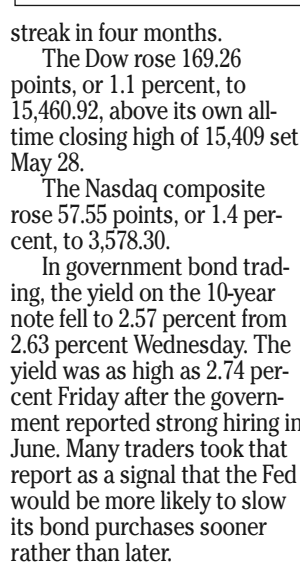 streak in four months.
The Dow rose 169.26
points, or 1.1 percent, to
15,460.92, above its own all-
time closing high of 15,409 set
May 28.
The Nasdaq composite
rose 57.55 points, or 1.4 per-
cent, to 3,578.30.
In government bond trad-
ing, the yield on the 10-year
note fell to 2.57 percent from
2.63 percent Wednesday. The
yield was as high as 2.74 per-
cent Friday after the govern-
ment reported strong hiring in
June. Many traders took that
report as a signal that the Fed
would be more likely to slow
its bond purchases sooner
rather than later.